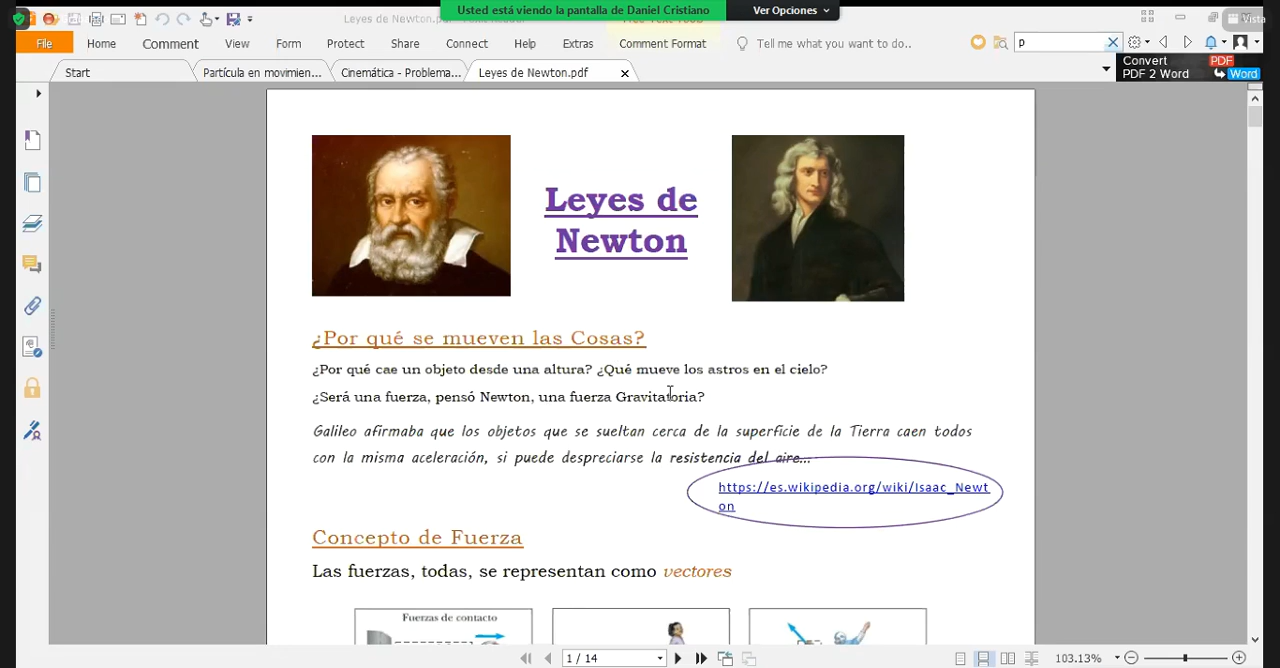 Usted está viendo la pantalla de Daniel Cristiano
Ver Opciones
Vista
File Home Comment View Form Protect Share Connect Help Extras Comment Format Tell me what you want to do.. p
Convert PDF
PDF 2 Word Word
Start Partícula en movimien... Cinemática - Problema... Leyes de Newton.pdf
Leyes de
Newton
¿Por qué se mueven las Cosas?
¿Por qué cae un objeto desde una altura? ¿Qué mueve los astros en el cielo?
¿Será una fuerza, pensó Newton, una fuerza Gravitatoria?
Galileo afirmaba que los objetos que se sueltan cerca de la superficie de la Tierra caen todos
con la misma aceleración, si puede despreciarse la resistencia del aire...
https://es.wikipedia.org/wiki/Isaac_Newt
on
Concepto de Fuerza
Las fuerzas, todas, se representan como vectores
Fuerzas de contacto
1 / 14
103.13%